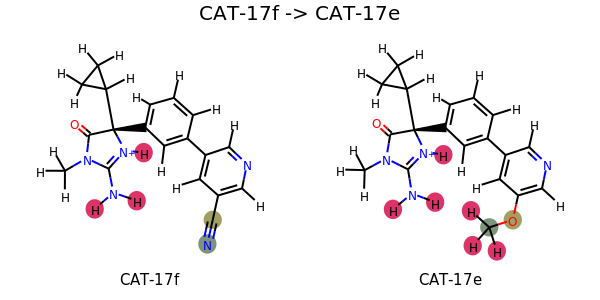 CAT-17f -> CAT-17e
H H H H H H H H H H H O N N+ H N H H H H H H N H N
H H H H H H H H H H H O N N+ H N H H H H H H N H O H H H
CAT-17f CAT-17e